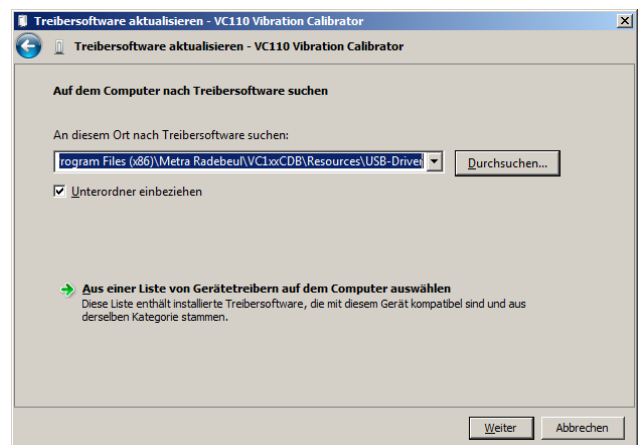 Treibersoftware aktualisieren - VC110 Vibration Calibrator
Treibersoftware aktualisieren - VC110 Vibration Calibrator
Auf dem Computer nach Treibersoftware suchen
An diesem Ort nach Treibersoftware suchen:
rogram Files (x86)\Metra Radebeul\VC1xxCDB\Resources\USB-Driver
Durchsuchen...
Unterordner einbeziehen
Aus einer Liste von Gerätetreibern auf dem Computer auswählen
Diese Liste enthält installierte Treibersoftware, die mit diesem Gerät kompatibel sind und aus
derselben Kategorie stammen.
Weiter
Abbrechen